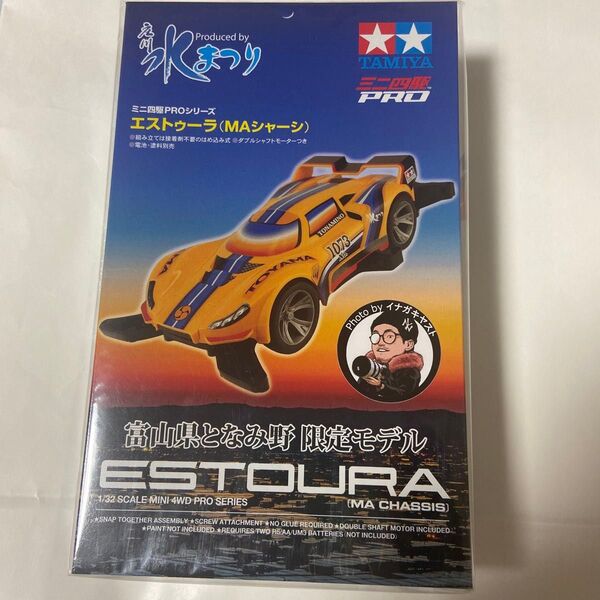 Produced by
庄川
水まつり
TAMIYA
ミニ四駆
PRO
ミニ四駆PROシリーズ
エストゥーラ(MAシャーシ)
※組み立ては接着剤不要のはめ込み式 ※ダブルシャフトモーターつき
※電池・塗料別売
TONAMINO
1073
TOYAMA
Photo by イナガキヤスト
富山県となみ野 限定モデル
ESTOURA
1/32 SCALE MINI 4WD PRO SERIES
(MA CHASSIS)
★SNAP TOGETHER ASSEMBLY ★SCREW ATTACHMENT ★NO GLUE REQUIRED ★DOUBLE SHAFT MOTOR INCLUDED
★PAINT NOT INCLUDED ★REQUIRES TWO R6/AA/UM3 BATTERIES (NOT INCLUDED)